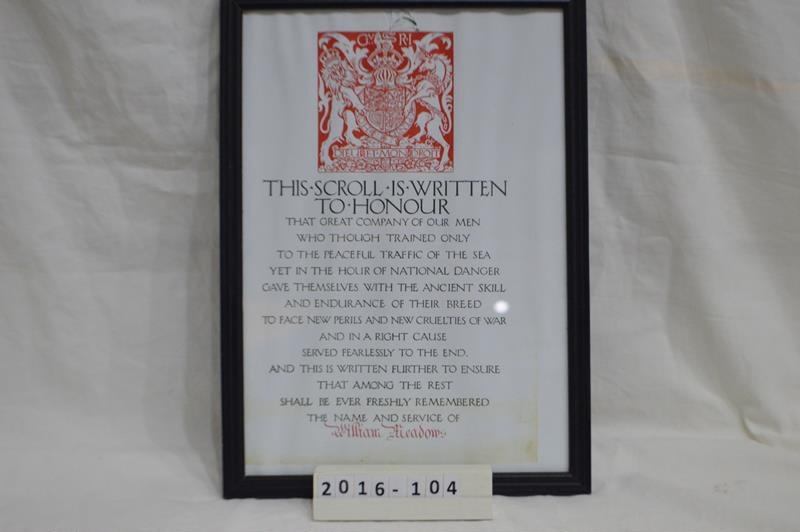 G V R I
DIEU ET MON DROIT
THIS·SCROLL·IS·WRITTEN
TO·HONOUR
THAT GREAT COMPANY OF OUR MEN
WHO THOUGH TRAINED ONLY
TO THE PEACEFUL TRAFFIC OF THE SEA
YET IN THE HOUR OF NATIONAL DANGER
GAVE THEMSELVES WITH THE ANCIENT SKILL
AND ENDURANCE OF THEIR BREED
TO FACE NEW PERILS AND NEW CRUELTIES OF WAR
AND IN A RIGHT CAUSE
SERVED FEARLESSLY TO THE END.
AND THIS IS WRITTEN FURTHER TO ENSURE
THAT AMONG THE REST
SHALL BE EVER FRESHLY REMEMBERED
THE NAME AND SERVICE OF
William Meadows
2016-104